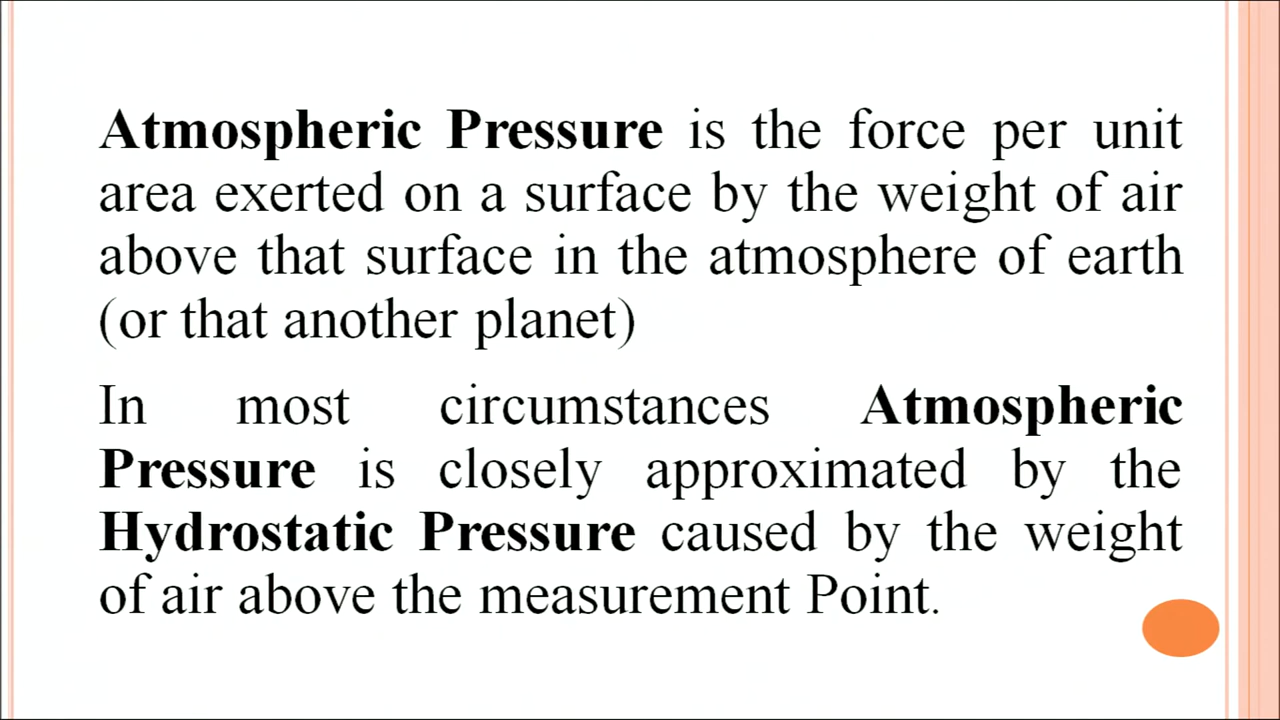 Atmospheric Pressure is the force per unit
area exerted on a surface by the weight of air
above that surface in the atmosphere of earth
(or that another planet)
In most circumstances Atmospheric
Pressure is closely approximated by the
Hydrostatic Pressure caused by the weight
of air above the measurement Point.